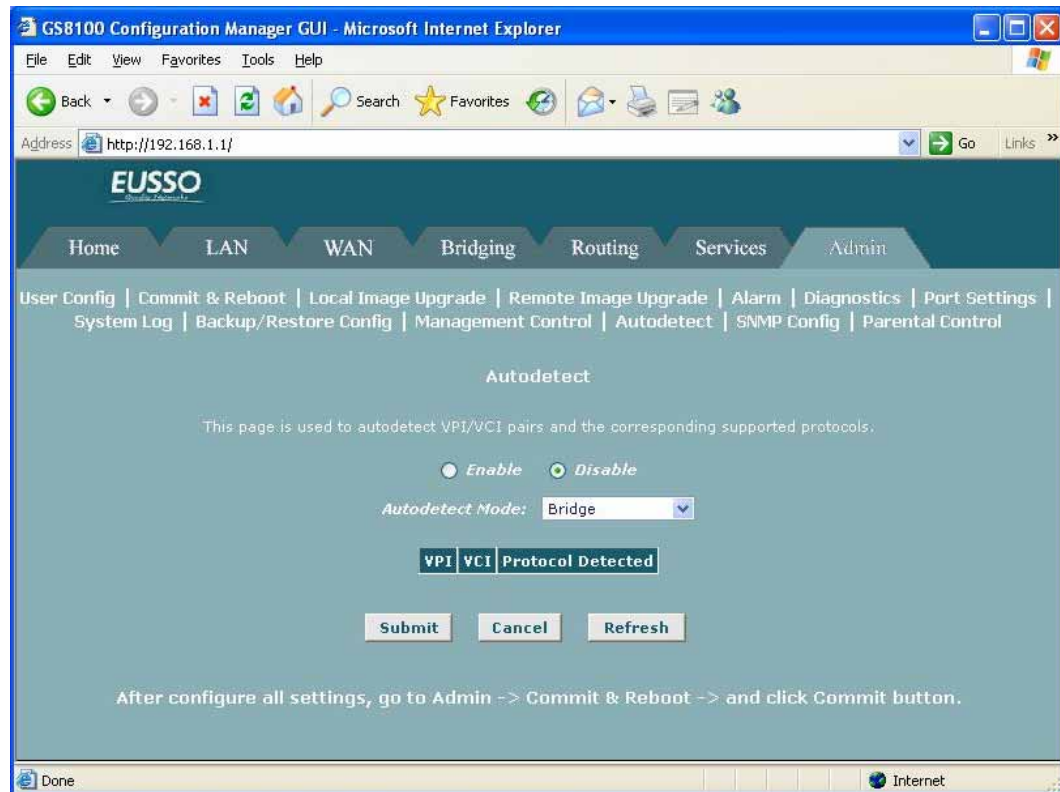 GS8100 Configuration Manager GUI - Microsoft Internet Explorer
File Edit View Favorites Tools Help
Back Search Favorites
Address http://192.168.1.1/ Go Links »
EUSSO
Home LAN WAN Bridging Routing Services Admin
User Config | Commit & Reboot | Local Image Upgrade | Remote Image Upgrade | Alarm | Diagnostics | Port Settings |
System Log | Backup/Restore Config | Management Control | Autodetect | SNMP Config | Parental Control
Autodetect
This page is used to autodetect VPI/VCI pairs and the corresponding supported protocols.
Enable Disable
Autodetect Mode: Bridge
VPI VCI Protocol Detected
Submit Cancel Refresh
After configure all settings, go to Admin -> Commit & Reboot -> and click Commit button.
Done Internet